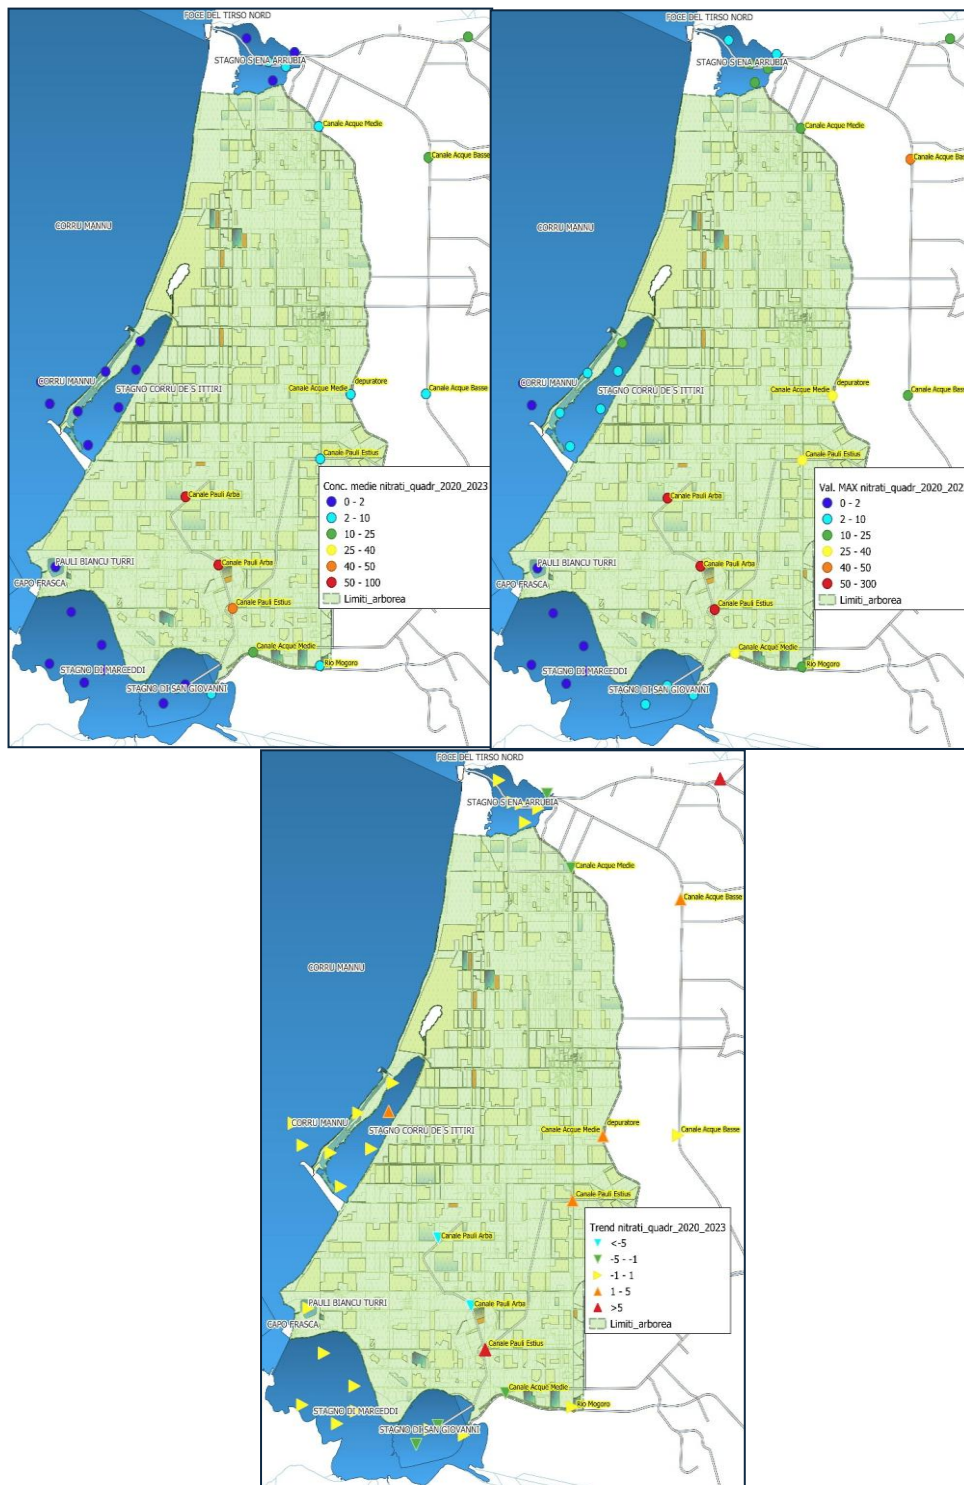 FOCE DEL TIRSO NORD
STAGNO S ENA ARRUBIA
Canale Acque Medie
Canale Acque Basse
CORRU MANNU
CORRU MANNU
STAGNO CORRU DE S ITTIRI
depuratore
Canale Acque Medie
Canale Acque Basse
Canale Pauli Estius
Canale Pauli Arba
Canale Pauli Arba
PAULI BIANCU TURRI
CAPO FRASCA
Canale Pauli Estius
Canale Acque Medie
Rio Mogoro
STAGNO DI MARCEDDI
STAGNO DI SAN GIOVANNI
Conc. medie nitrati_quadr_2020_2023
0 - 2
2 - 10
10 - 25
25 - 40
40 - 50
50 - 100
Limiti_arborea
FOCE DEL TIRSO NORD
STAGNO S ENA ARRUBIA
Canale Acque Medie
Canale Acque Basse
CORRU MANNU
CORRU MANNU
STAGNO CORRU DE S ITTIRI
depuratore
Canale Acque Medie
Canale Acque Basse
Canale Pauli Estius
Canale Pauli Arba
Canale Pauli Arba
PAULI BIANCU TURRI
CAPO FRASCA
Canale Pauli Estius
Canale Acque Medie
Rio Mogoro
STAGNO DI MARCEDDI
STAGNO DI SAN GIOVANNI
Val. MAX nitrati_quadr_2020_202
0 - 2
2 - 10
10 - 25
25 - 40
40 - 50
50 - 300
Limiti_arborea
FOCE DEL TIRSO NORD
STAGNO S ENA ARRUBIA
Canale Acque Medie
Canale Acque Basse
CORRU MANNU
CORRU MANNU
STAGNO CORRU DE S ITTIRI
depuratore
Canale Acque Medie
Canale Acque Basse
Canale Pauli Estius
Canale Pauli Arba
Canale Pauli Arba
PAULI BIANCU TURRI
CAPO FRASCA
Canale Pauli Estius
Canale Acque Medie
Rio Mogoro
STAGNO DI MARCEDDI
STAGNO DI SAN GIOVANNI
Trend nitrati_quadr_2020_2023
<-5
-5 - -1
-1 - 1
1 - 5
>5
Limiti_arborea